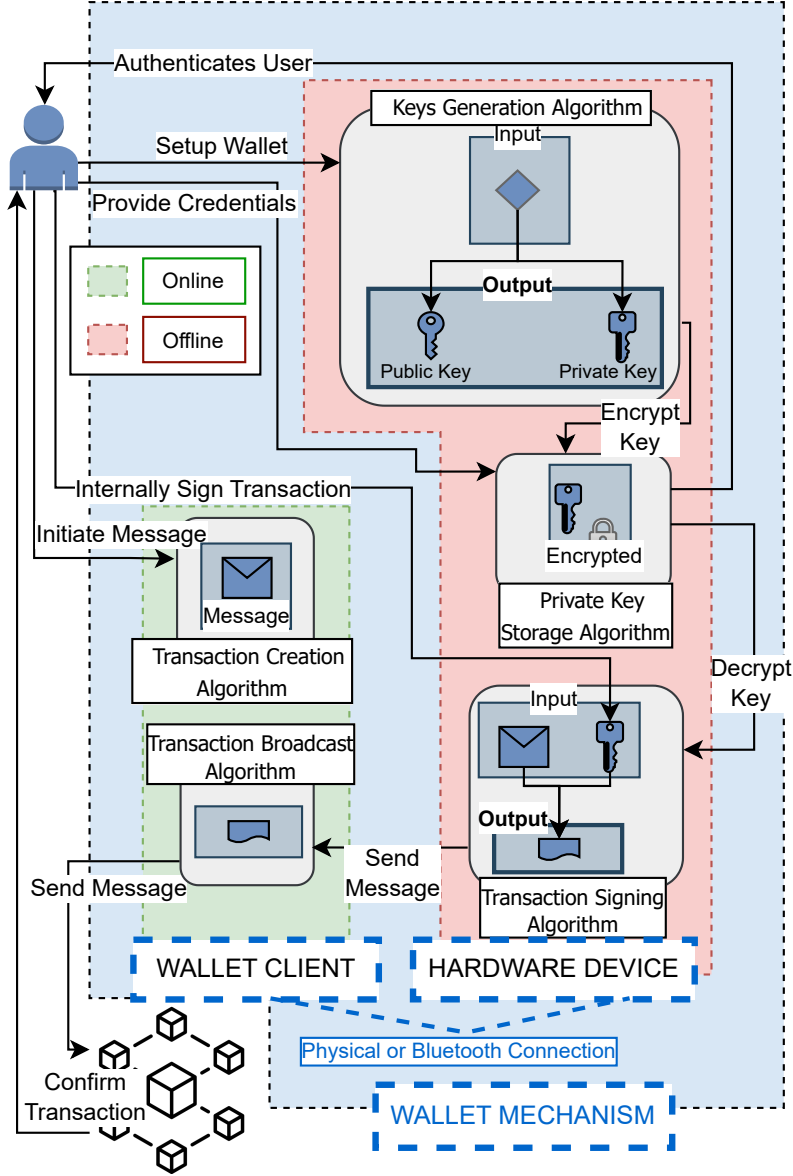 Authenticates User
Keys Generation Algorithm
Input
Setup Wallet
Provide Credentials
Online
Offline
Output
Public Key
Private Key
Encrypt
Key
Internally Sign Transaction
Initiate Message
Encrypted
Message
Private Key
Storage Algorithm
Transaction Creation
Algorithm
Decrypt
Key
Input
Transaction Broadcast
Algorithm
Output
Send
Message
Send Message
Transaction Signing
Algorithm
WALLET CLIENT
HARDWARE DEVICE
Physical or Bluetooth Connection
Confirm
Transaction
WALLET MECHANISM